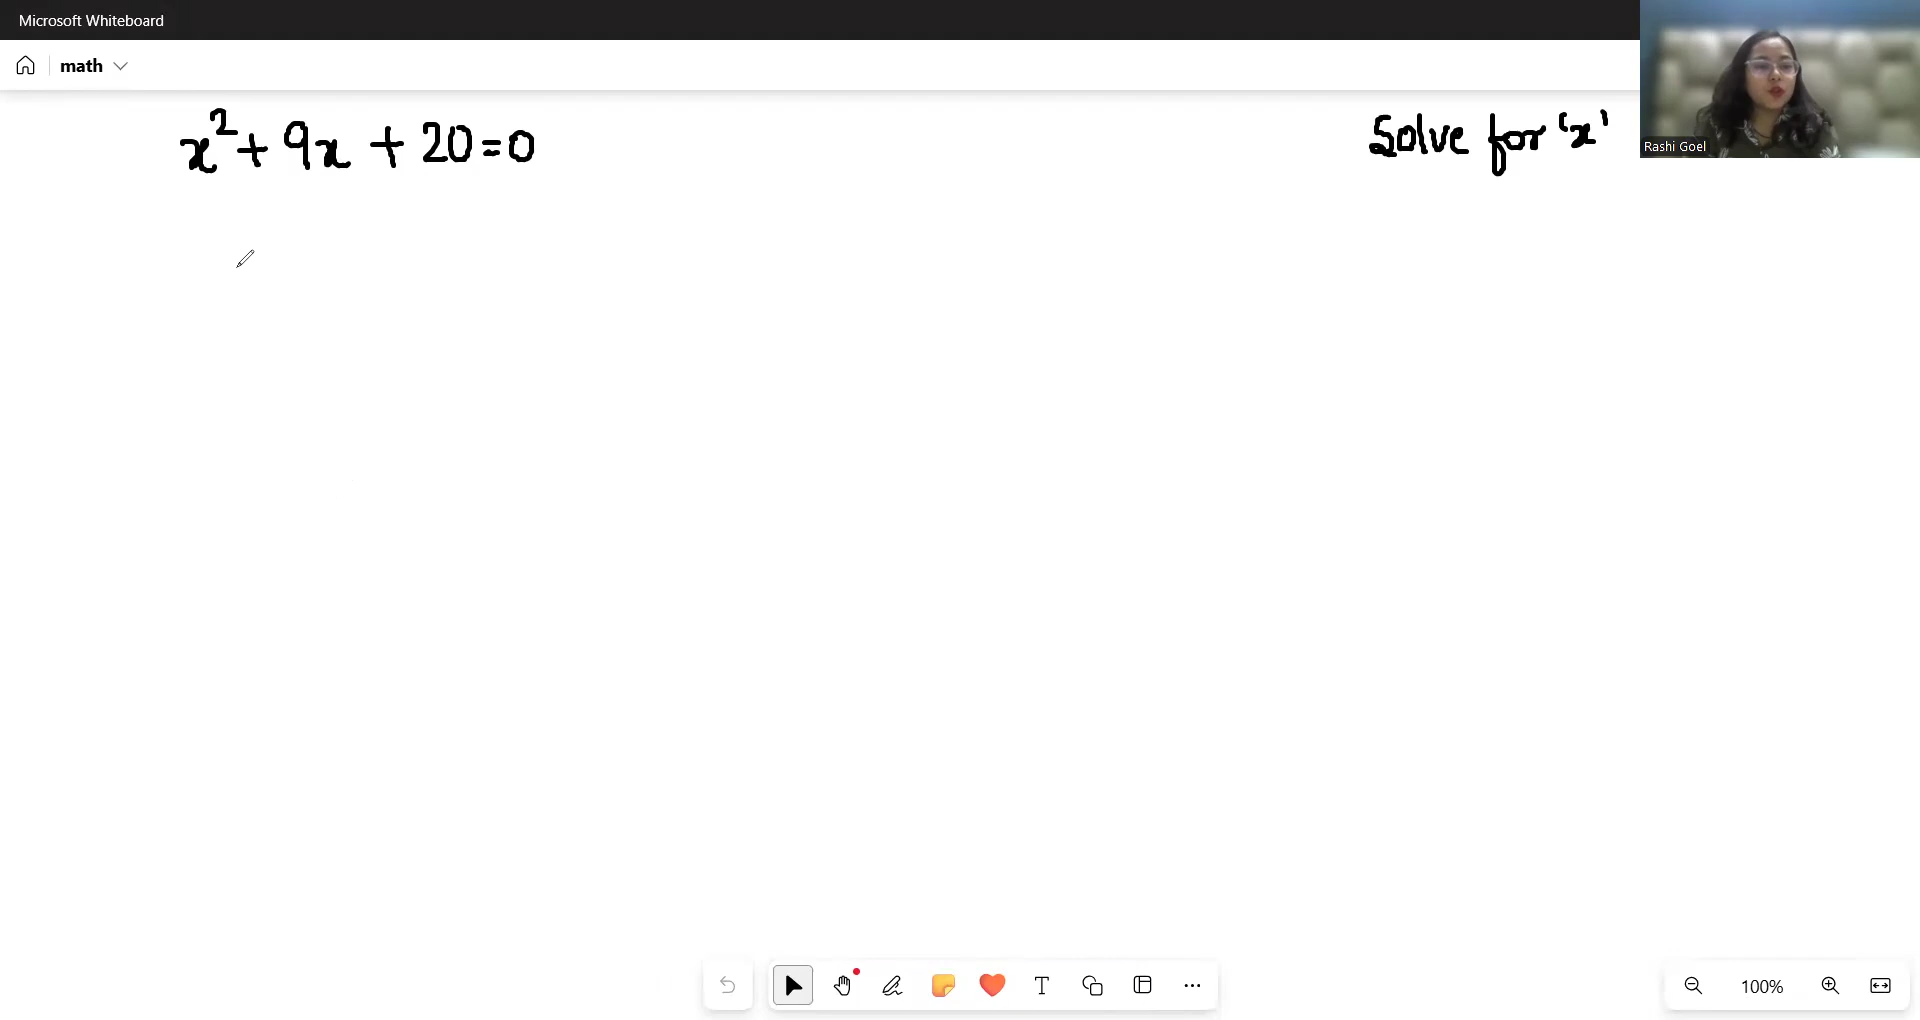 Microsoft Whiteboard
math
x² + 9x + 20 = 0
Solve for 'x'
Rashi Goel
100%